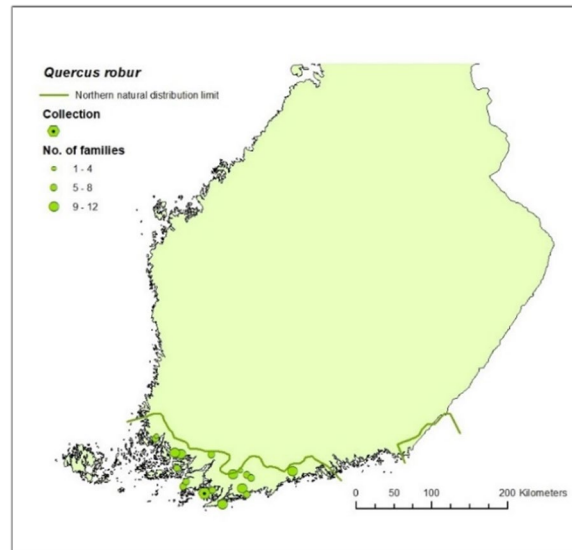 Quercus robur
Northern natural distribution limit
Collection
No. of families
1 - 4
5 - 8
9 - 12
0 50 100 200 Kilometers